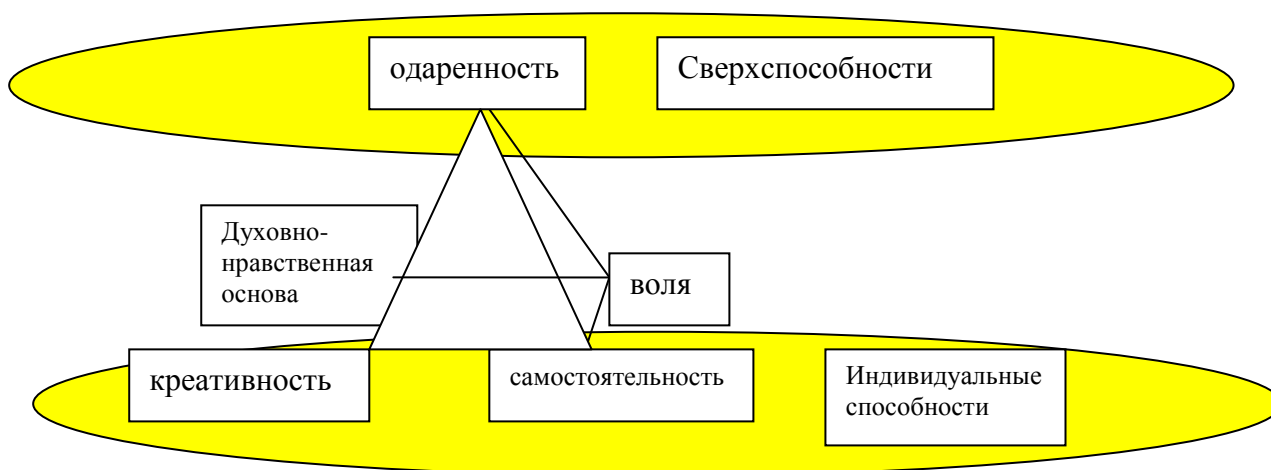 одаренность
Сверхспособности
Духовно-
нравственная
основа
воля
креативность
самостоятельность
Индивидуальные
способности